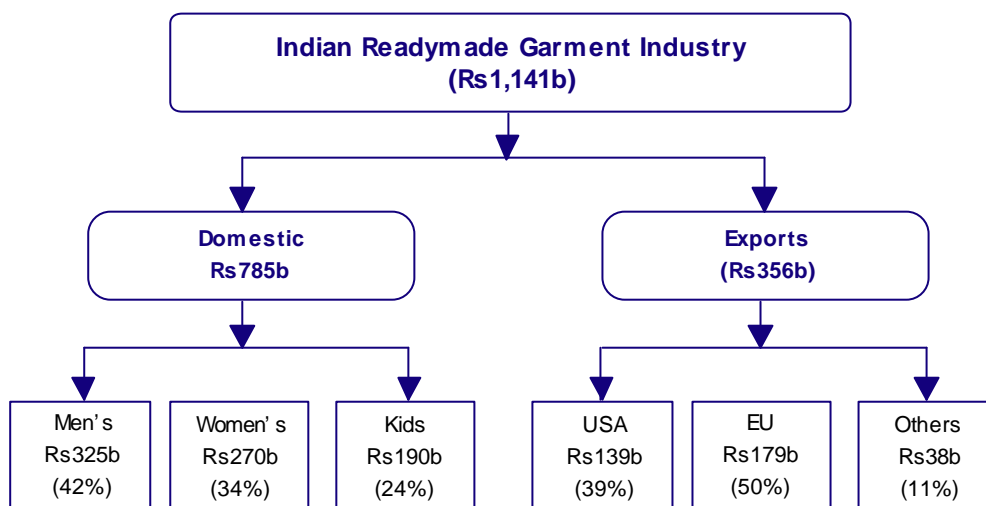 Indian Readymade Garment Industry
(Rs1,141b)
Domestic
Rs785b
Exports
(Rs356b)
Men's
Rs325b
(42%)
Women's
Rs270b
(34%)
Kids
Rs190b
(24%)
USA
Rs139b
(39%)
EU
Rs179b
(50%)
Others
Rs38b
(11%)